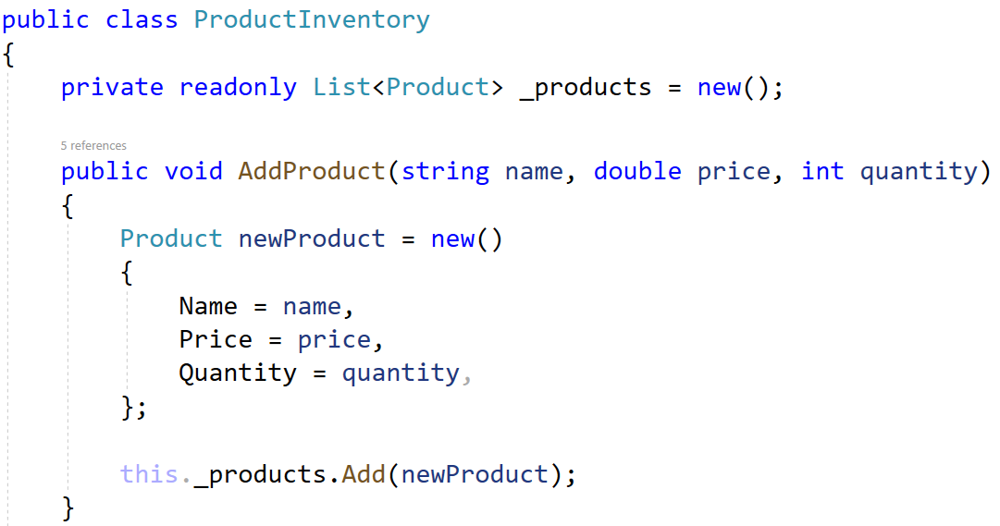 public class ProductInventory
{
private readonly List<Product> _products = new();
5 references
public void AddProduct(string name, double price, int quantity)
{
Product newProduct = new()
{
Name = name,
Price = price,
Quantity = quantity,
};
this._products.Add(newProduct);
}